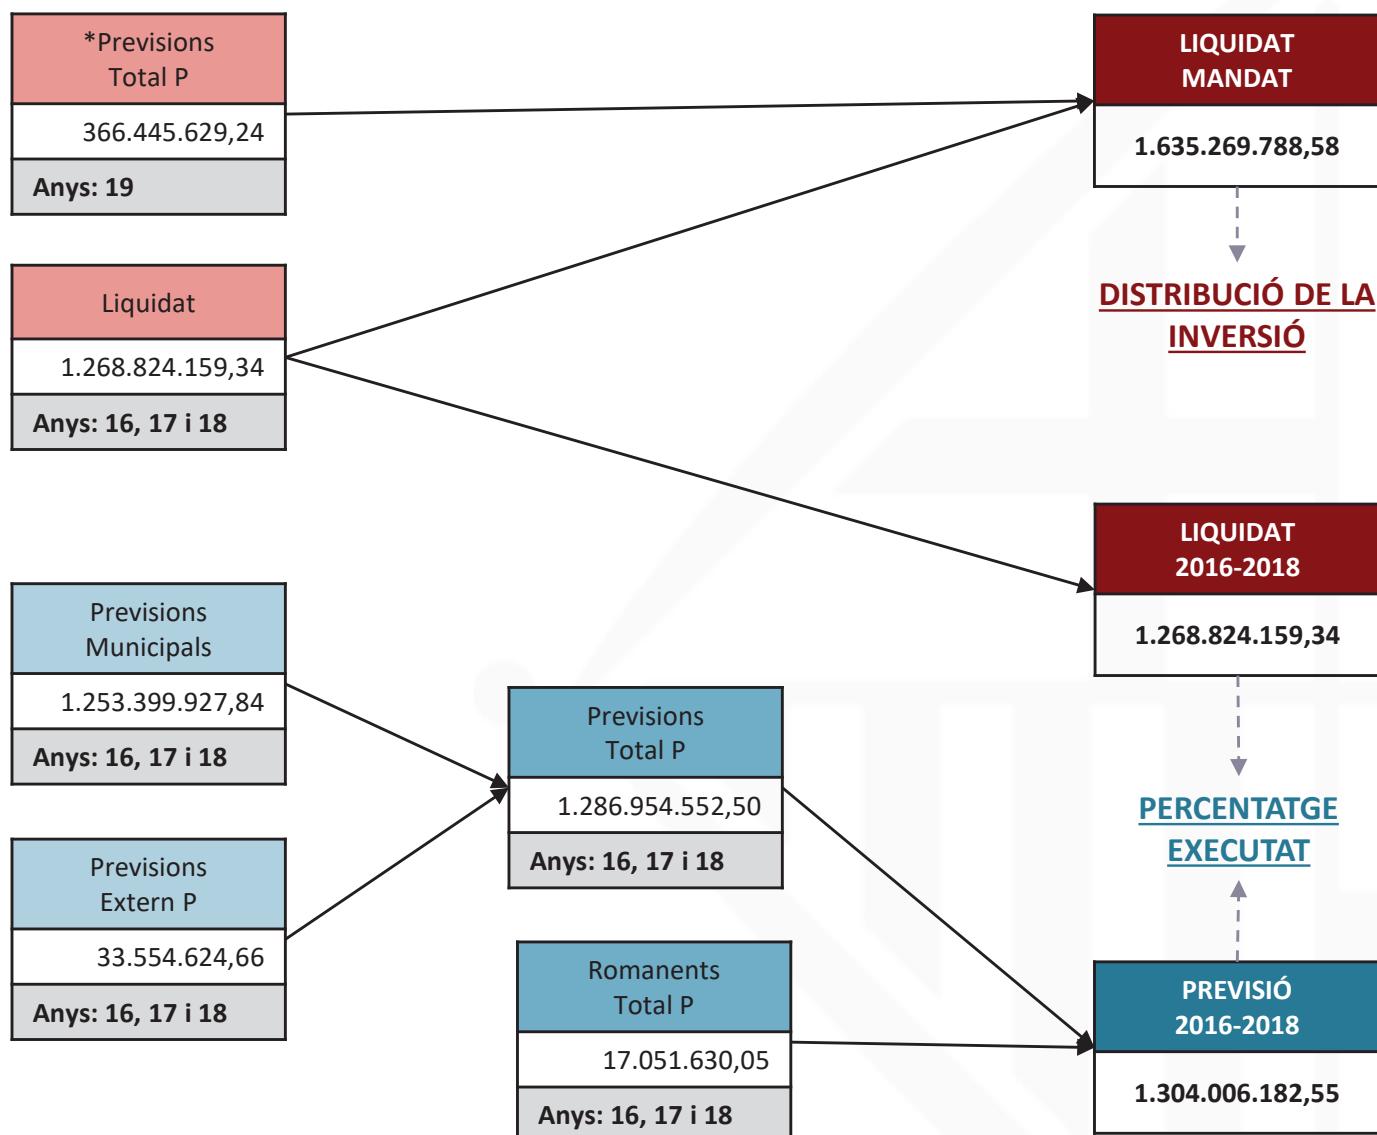 *Previsions
Total P
366.445.629,24
Anys: 19
Liquidat
1.268.824.159,34
Anys: 16, 17 i 18
LIQUIDAT
MANDAT
1.635.269.788,58
DISTRIBUCIÓ DE LA
INVERSIÓ
LIQUIDAT
2016-2018
1.268.824.159,34
Previsions
Municipals
1.253.399.927,84
Anys: 16, 17 i 18
Previsions
Extern P
33.554.624,66
Anys: 16, 17 i 18
Previsions
Total P
1.286.954.552,50
Anys: 16, 17 i 18
Romanents
Total P
17.051.630,05
Anys: 16, 17 i 18
PERCENTATGE
EXECUTAT
PREVISIÓ
2016-2018
1.304.006.182,55